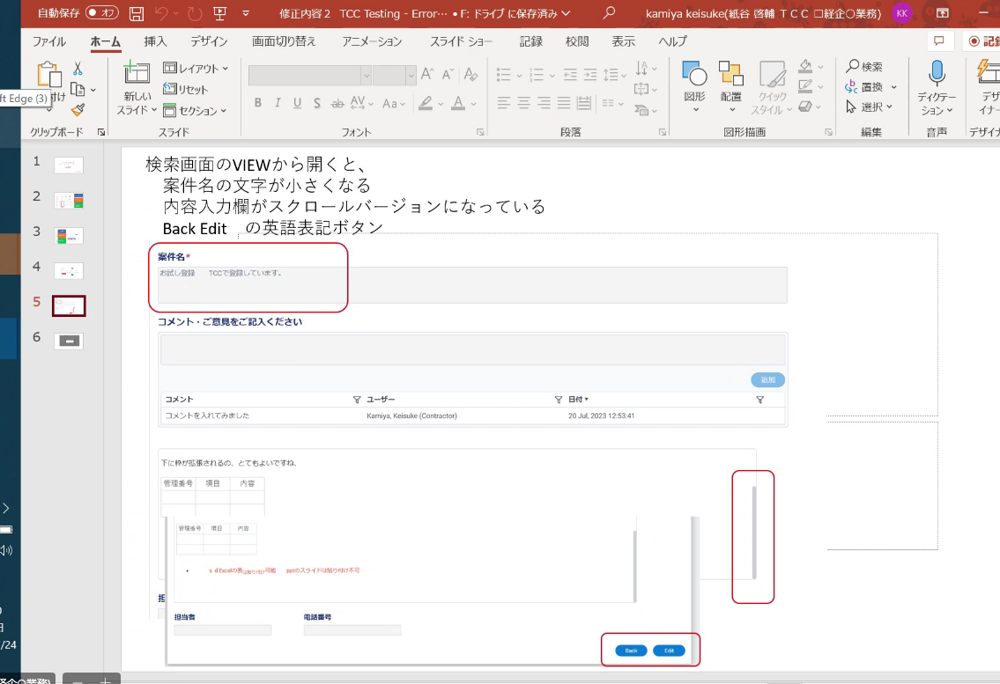 自動保存 オフ 修正内容 2 TCC Testing - Error… • F: ドライブ に保存済み kamiya keisuke(紙谷 啓輔 ＴＣＣ □経企○業務) KK
ファイル ホーム 挿入 デザイン 画面切り替え アニメーション スライド ショー 記録 校閲 表示 ヘルプ
ft Edge (3)
新しい
スライド
レイアウト
リセット
セクション
B I U S ab AV Aa A
図形 配置 クイック
スタイル
検索
置換
選択
ディクテー
ション
クリップボード スライド フォント 段落 図形描画 編集 音声
1
2
3
4
5
6
検索画面のVIEWから開くと、
案件名の文字が小さくなる
内容入力欄がスクロールバージョンになっている
Back Edit の英語表記ボタン
案件名*
お試し登録 TCCで登録しています。
コメント・ご意見をご記入ください
追加
コメント ユーザー 日付
コメントを入れてみました Kamiya, Keisuke (Contractor) 20 Jul, 2023 12:53:41
下に枠が拡張されるの、とてもよいですね。
管理番号 項目 内容
管理番号 項目 内容
• s d Excelの表は貼り付け可能 pptのスライドは貼り付け不可
担当者 電話番号
Back Edit
/24